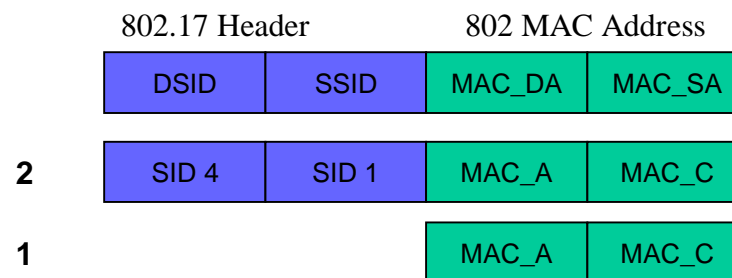 802.17 Header 802 MAC Address
DSID SSID MAC_DA MAC_SA
2 SID 4 SID 1 MAC_A MAC_C
1 MAC_A MAC_C